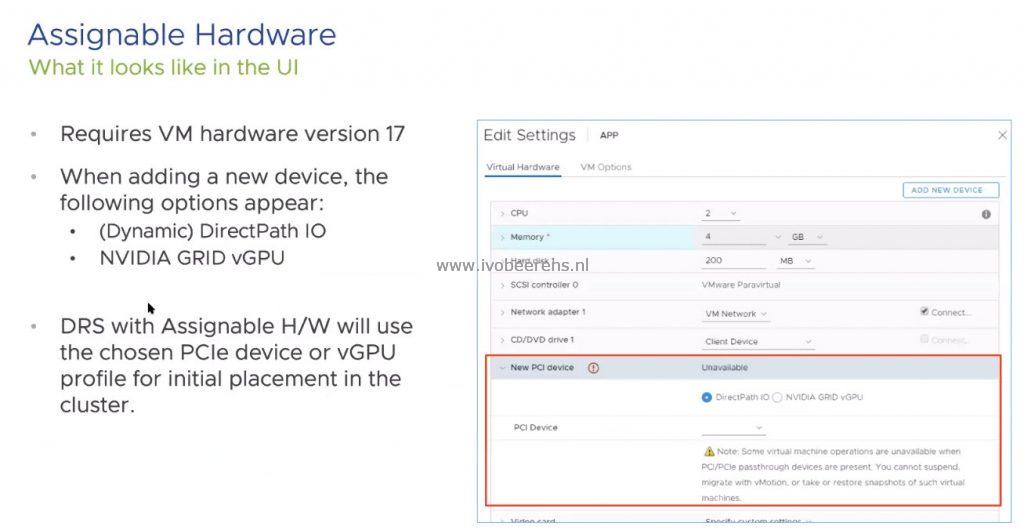 Assignable Hardware
What it looks like in the UI
• Requires VM hardware version 17
• When adding a new device, the
following options appear:
• (Dynamic) DirectPath IO
• NVIDIA GRID vGPU
• DRS with Assignable H/W will use
the chosen PCIe device or vGPU
profile for initial placement in the
cluster.
Edit Settings APP
Virtual Hardware VM Options
ADD NEW DEVICE
CPU 2
Memory * 4 GB
Hard disk 1 200 MB
www.ivobeerens.nl
SCSI controller 0 VMware Paravirtual
Network adapter 1 VM Network Connect...
CD/DVD drive 1 Client Device Connect...
New PCI device Unavailable
DirectPath IO NVIDIA GRID vGPU
PCI Device
Note: Some virtual machine operations are unavailable when
PCI/PCIe passthrough devices are present. You cannot suspend,
migrate with vMotion, or take or restore snapshots of such virtual
machines.
Video card Specify custom settings